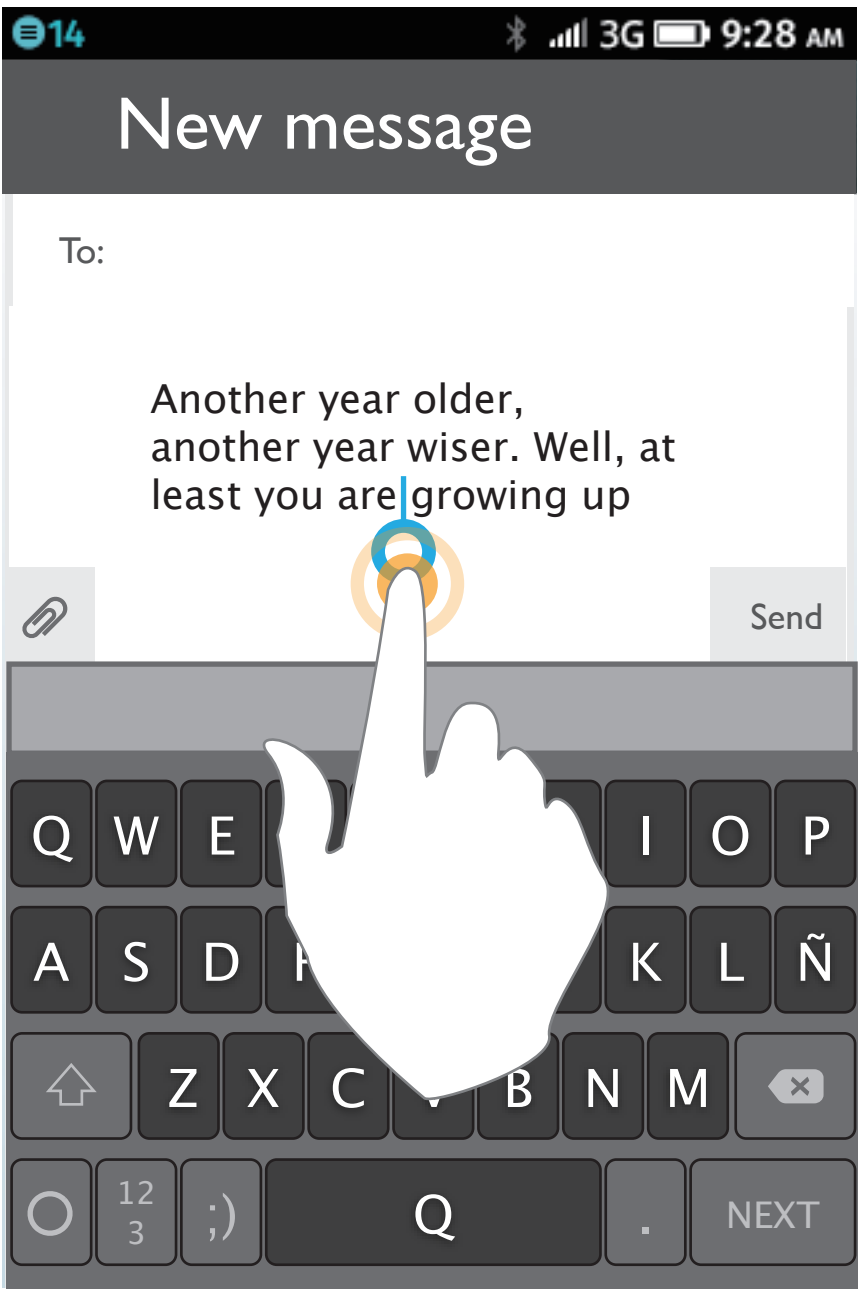 14 3G 9:28 AM
New message
To:
Another year older,
another year wiser. Well, at
least you are growing up
Send
Q W E I O P
A S D K L Ñ
Z X C B N M
12
3 ;) Q . NEXT